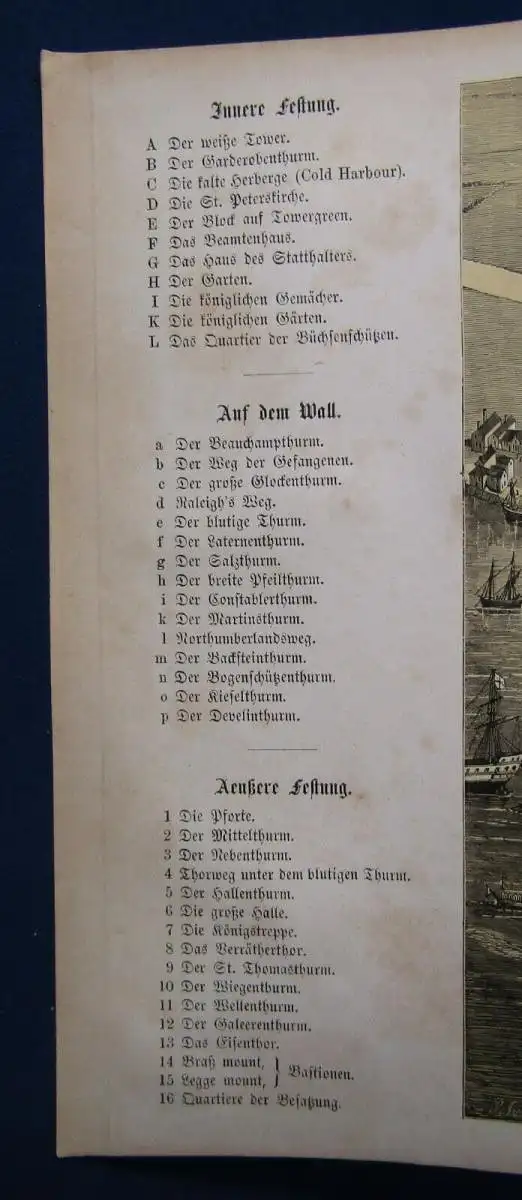 Innere Festung.
A Der weiße Tower.
B Der Garderobenthurm.
C Die kalte Herberge (Cold Harbour).
D Die St. Peterskirche.
E Der Block auf Towergreen.
F Das Beamtenhaus.
G Das Haus des Statthalters.
H Der Garten.
I Die königlichen Gemächer.
K Die königlichen Gärten.
L Das Quartier der Büchsenschützen.
Auf dem Wall.
a Der Beauchampthurm.
b Der Weg der Gefangenen.
c Der große Glockenthurm.
d Raleigh's Weg.
e Der blutige Thurm.
f Der Laternenthurm.
g Der Salzthurm.
h Der breite Pfeilthurm.
i Der Constablerthurm.
k Der Martinsthurm.
l Northumberlandsweg.
m Der Backsteinthurm.
n Der Bogenschützenthurm.
o Der Kieselthurm.
p Der Develinthurm.
Aeußere Festung.
1 Die Pforte.
2 Der Mittelthurm.
3 Der Nebenthurm.
4 Thorweg unter dem blutigen Thurm.
5 Der Hallenthurm.
6 Die große Halle.
7 Die Königstreppe.
8 Das Verrätherthor.
9 Der St. Thomasthurm.
10 Der Wiegenthurm.
11 Der Wellenthurm.
12 Der Galeerenthurm.
13 Das Eisenthor.
14 Braß mount, } Bastionen.
15 Legge mount,
16 Quartiere der Besatzung.